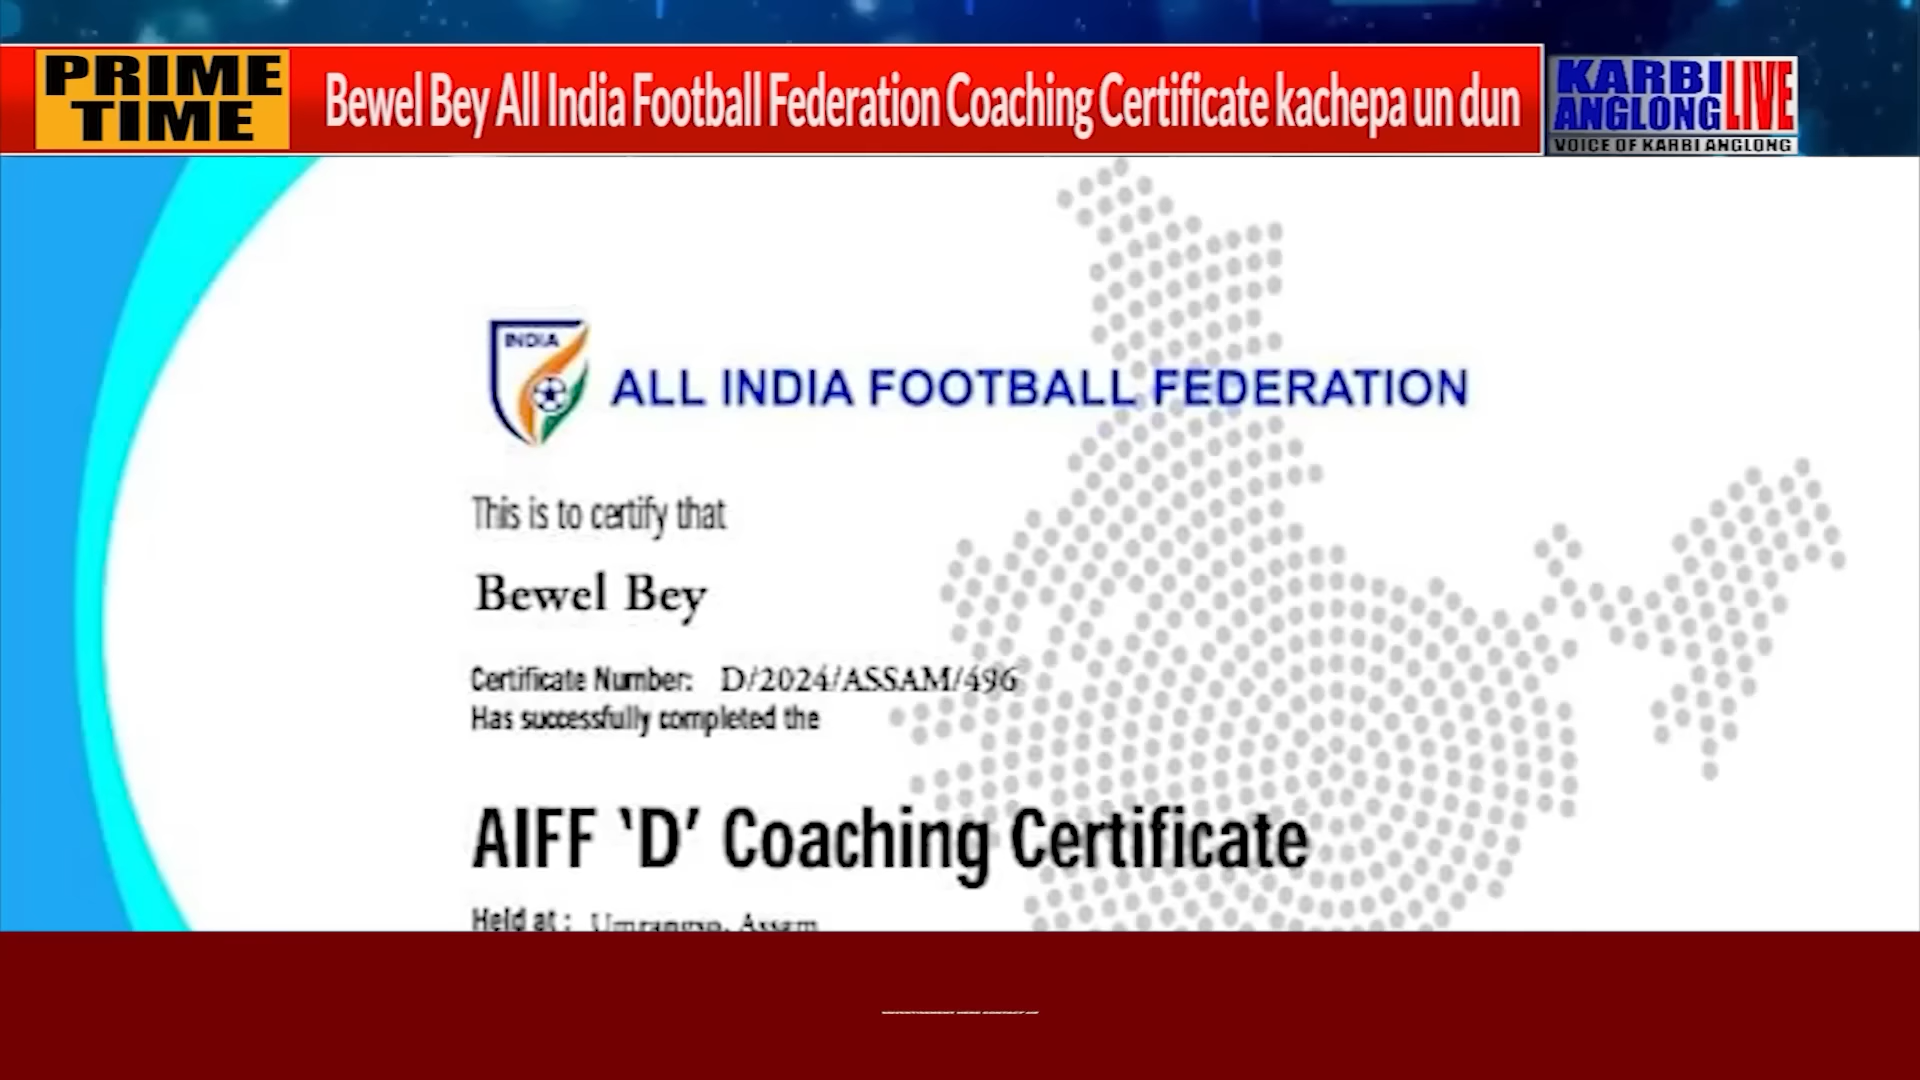 PRIME
TIME
Bewel Bey All India Football Federation Coaching Certificate kachepa un dun
KARBI
ANGLONG LIVE
VOICE OF KARBI ANGLONG
INDIA
ALL INDIA FOOTBALL FEDERATION
This is to certify that
Bewel Bey
Certificate Number: D/2024/ASSAM/496
Has successfully completed the
AIFF ‘D’ Coaching Certificate
Held at : Umrangso, Assam